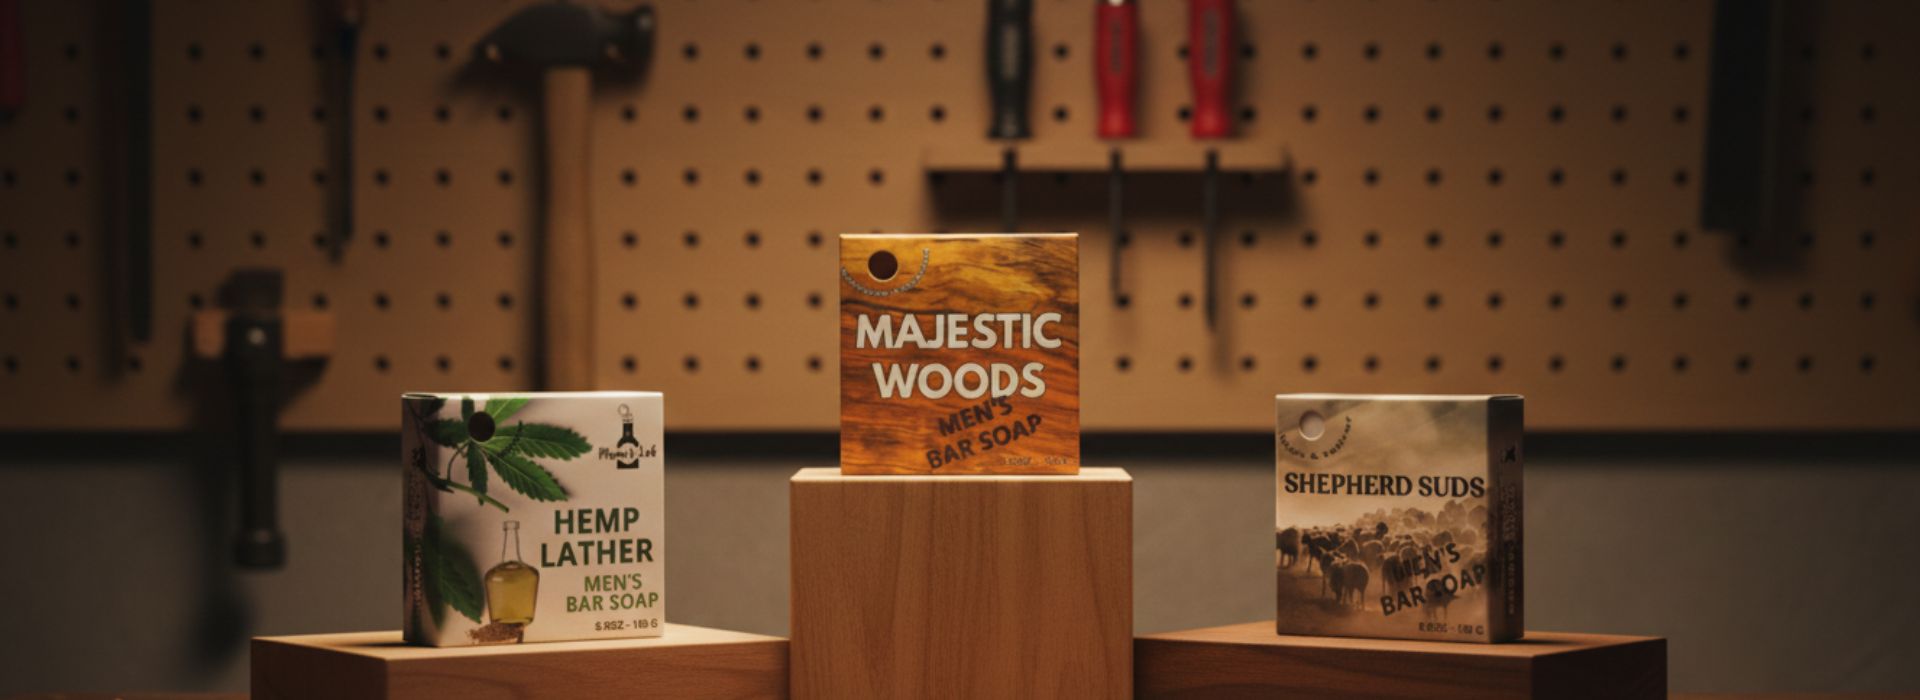 HEMP
LATHER
MEN'S
BAR SOAP
MAJESTIC
WOODS
MEN'S
BAR SOAP
SHEPHERD SUDS
MEN'S
BAR SOAP